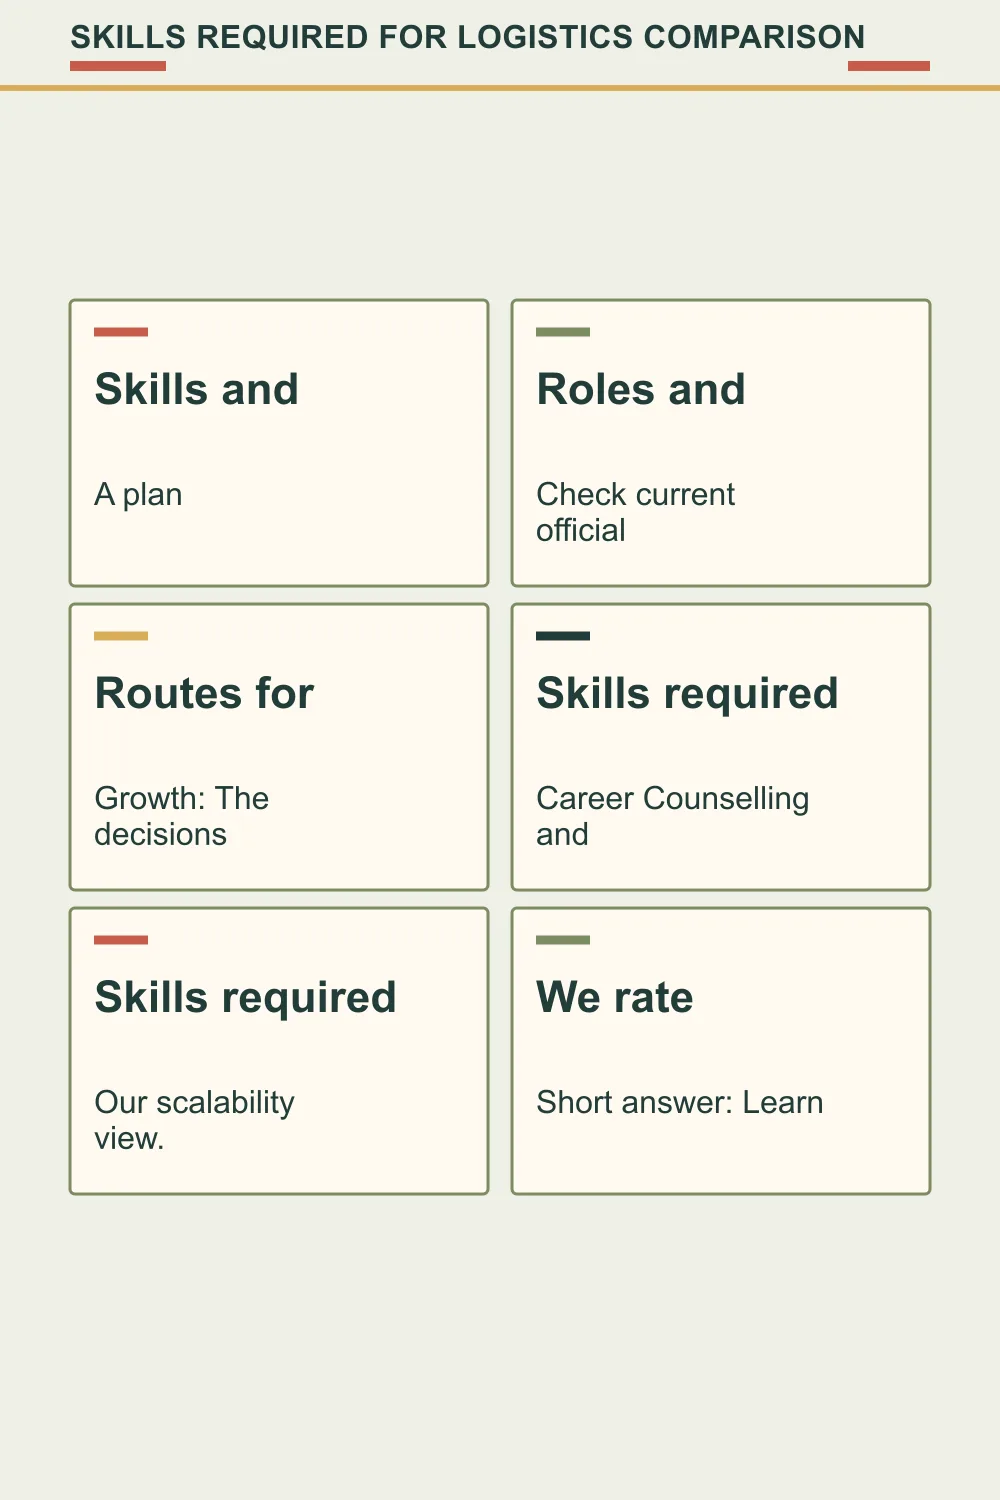 SKILLS REQUIRED FOR LOGISTICS COMPARISON
Skills and
A plan
Roles and
Check current
official
Routes for
Growth: The
decisions
Skills required
Career Counselling
and
Skills required
Our scalability
view.
We rate
Short answer: Learn